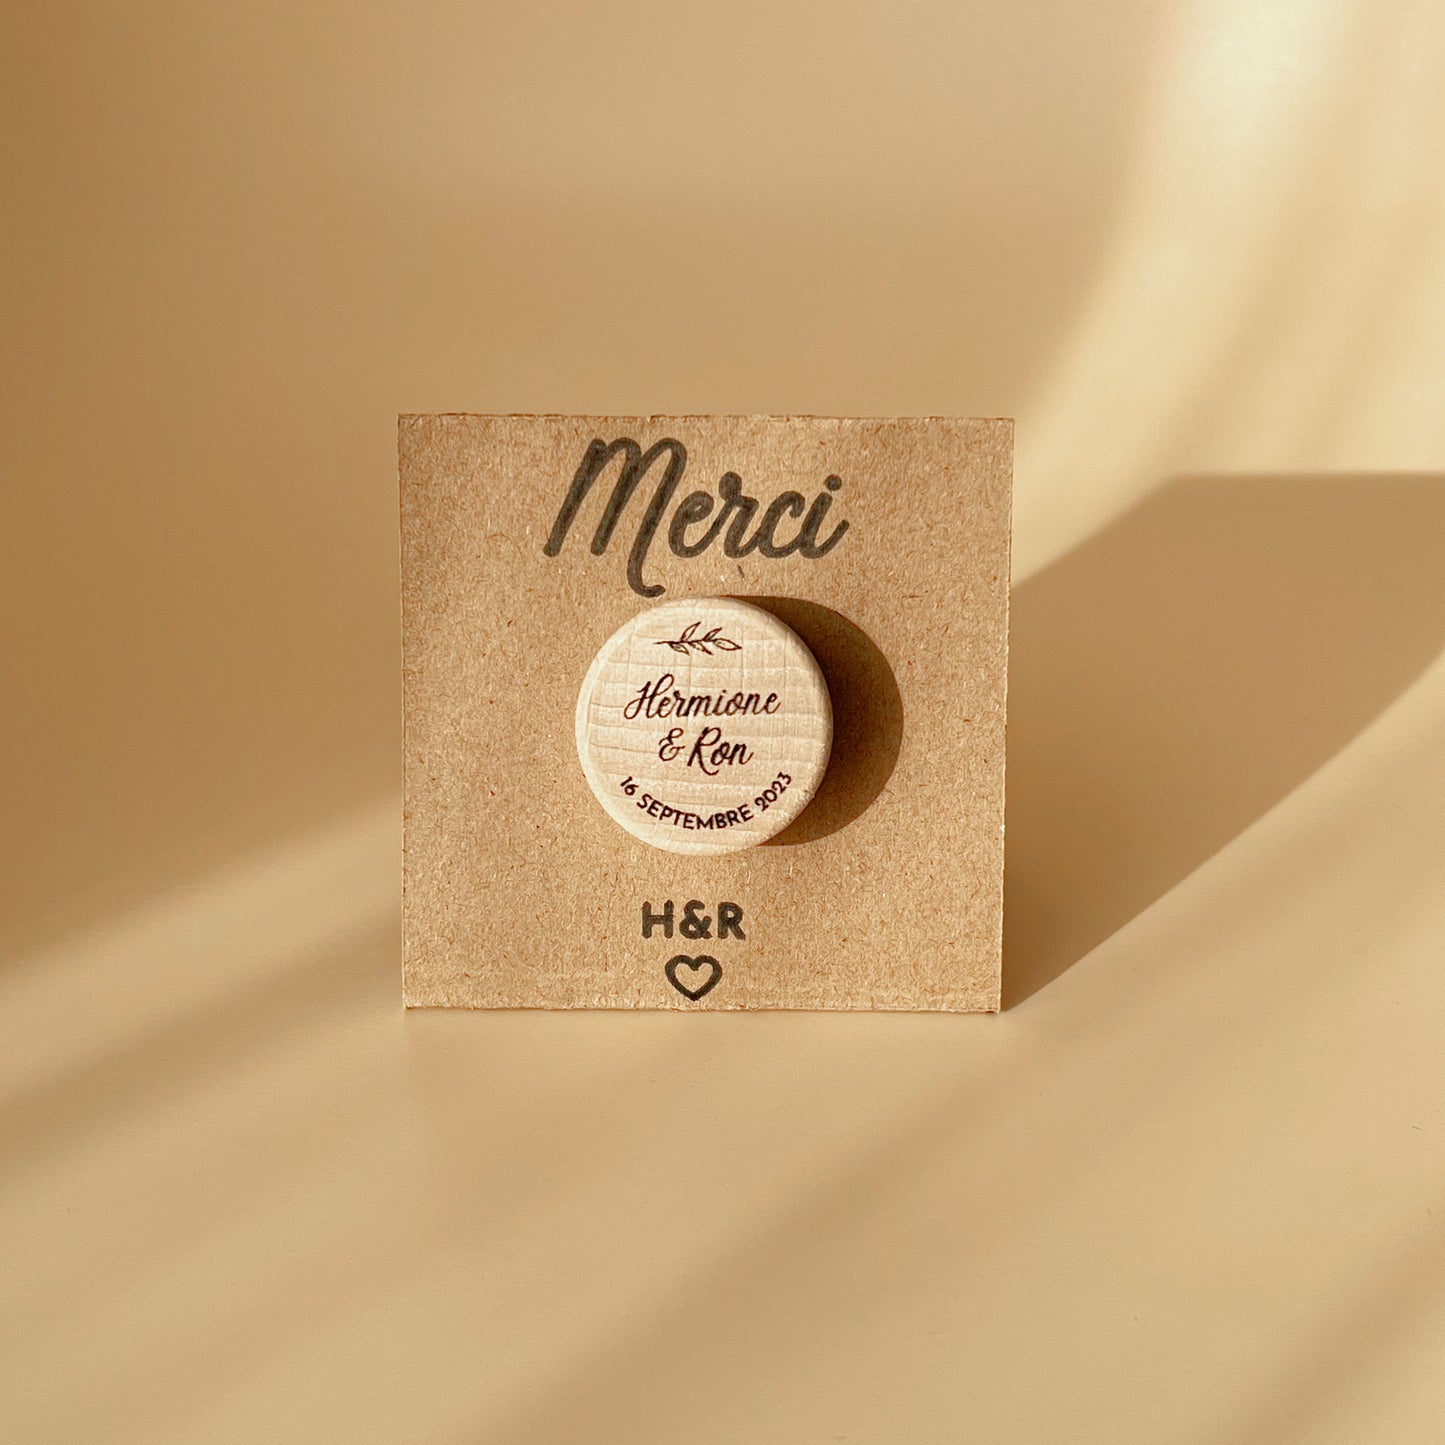 Merci
Hermione
& Ron
16 SEPTEMBRE 2023
H&R